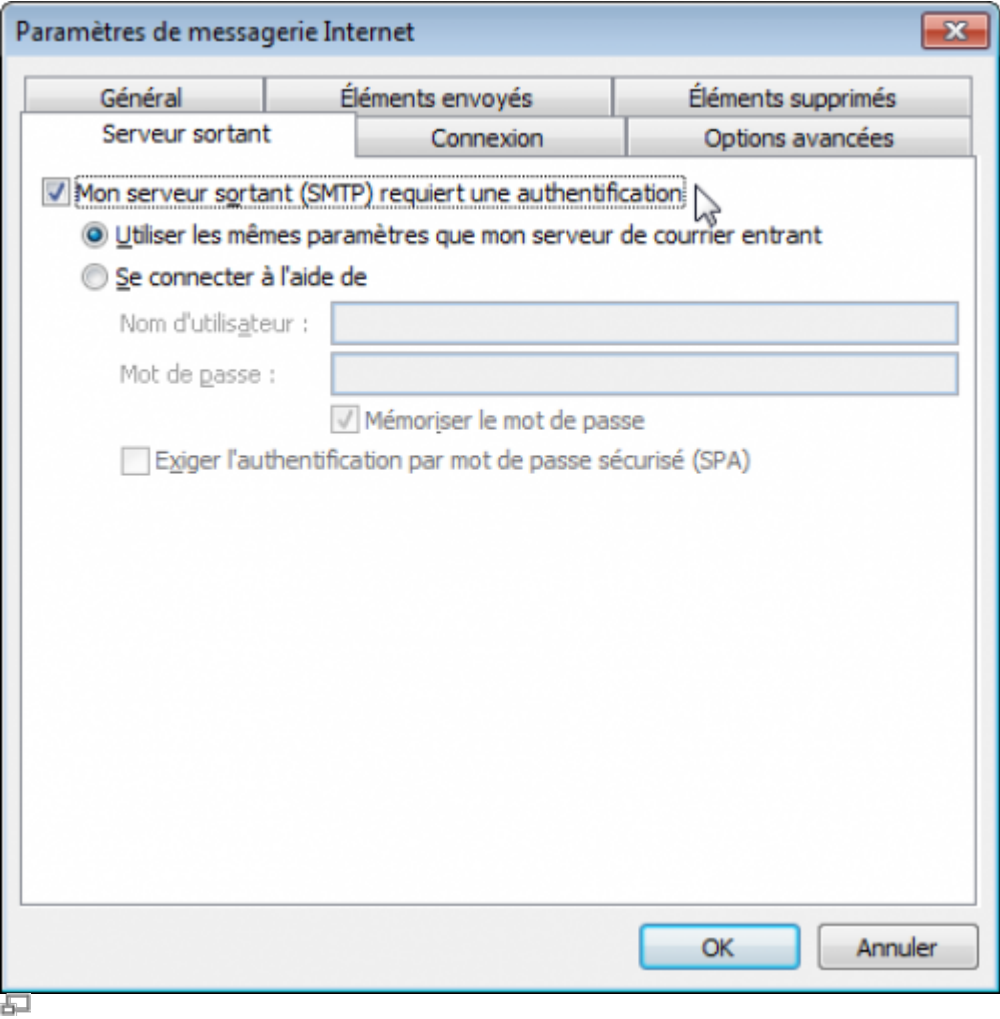 Paramètres de messagerie Internet
Général
Éléments envoyés
Éléments supprimés
Serveur sortant
Connexion
Options avancées
Mon serveur sortant (SMTP) requiert une authentification
Utiliser les mêmes paramètres que mon serveur de courrier entrant
Se connecter à l'aide de
Nom d'utilisateur :
Mot de passe :
Mémoriser le mot de passe
Exiger l'authentification par mot de passe sécurisé (SPA)
OK
Annuler